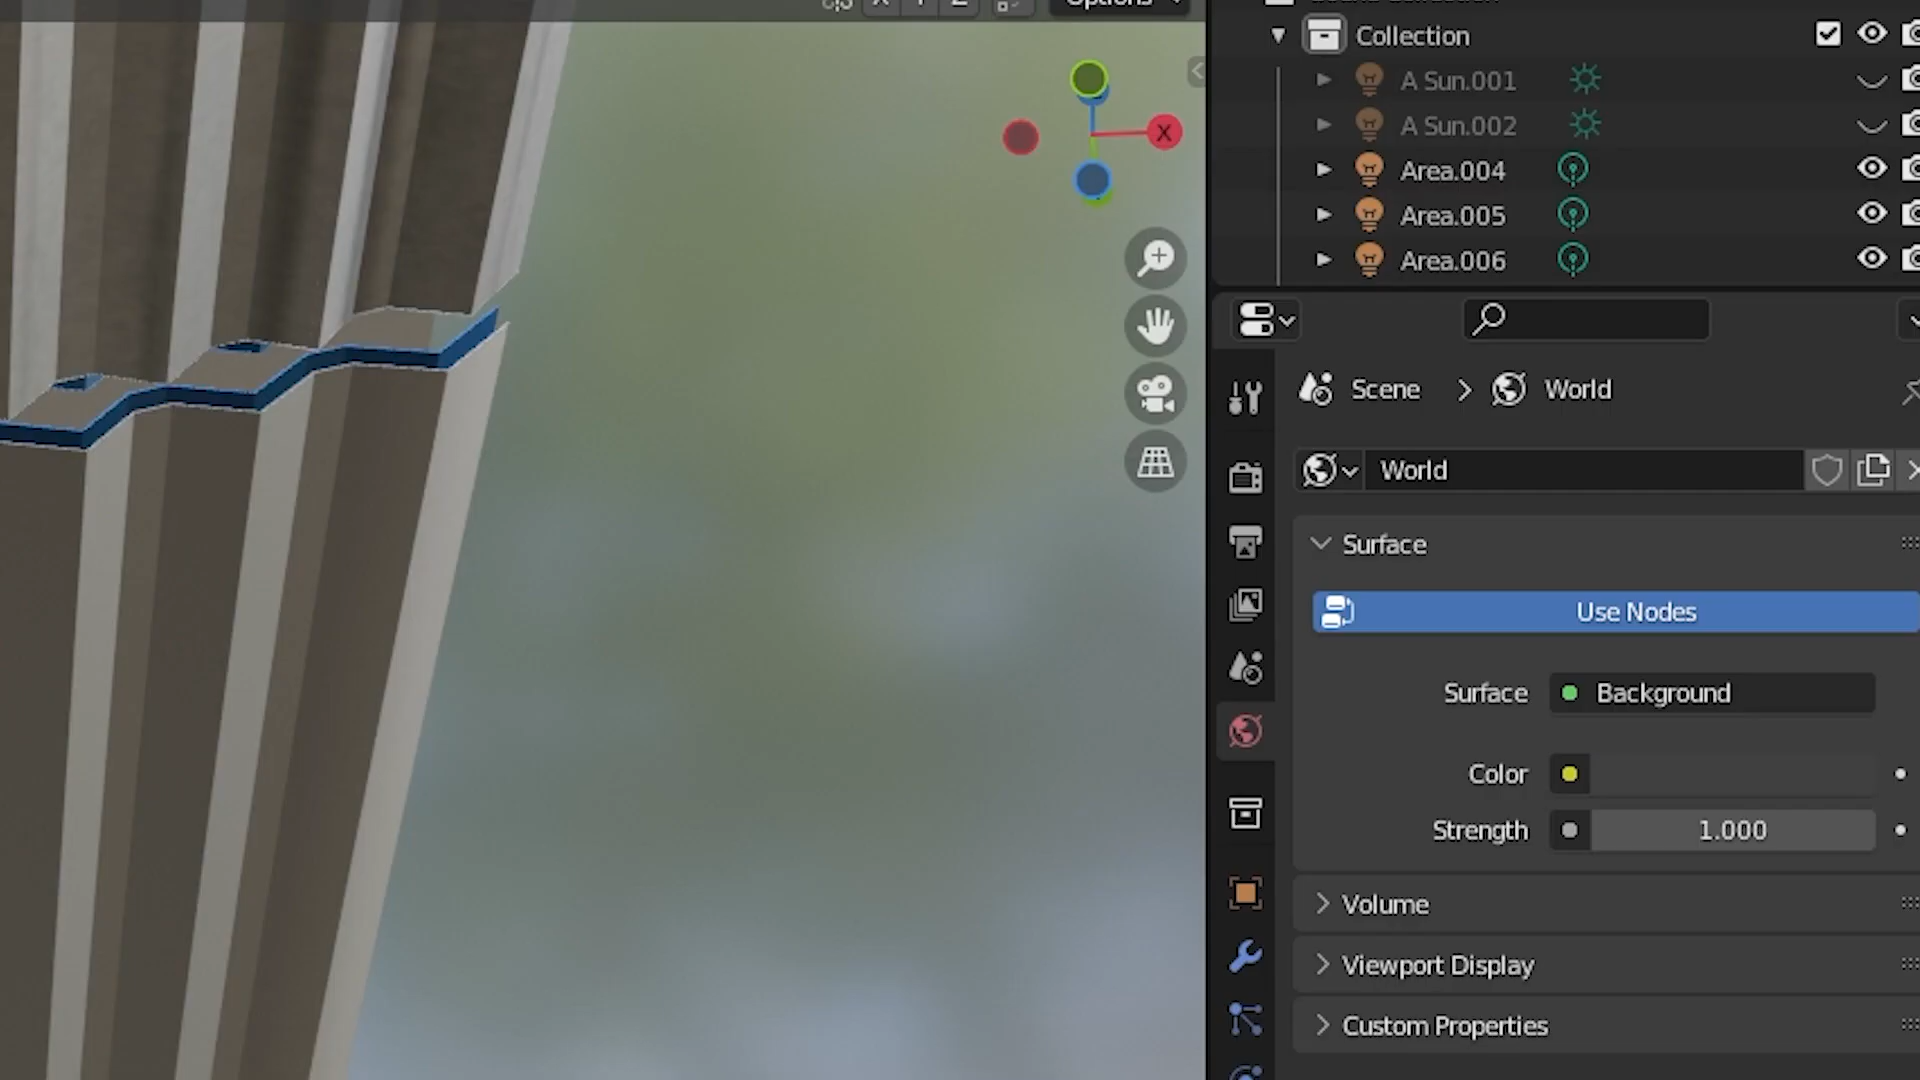 Options
Collection
A Sun.001
A Sun.002
Area.004
Area.005
Area.006
X
Scene > World
World
Surface
Use Nodes
Surface Background
Color
Strength 1.000
Volume
Viewport Display
Custom Properties